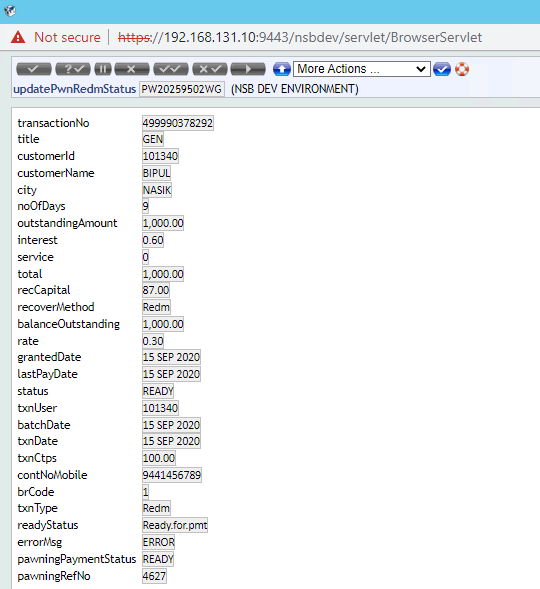 Not secure | https://192.168.131.10:9443/nsbdev/servlet/BrowserServlet
More Actions ...
updatePwnRedmStatus PW20259502WG (NSB DEV ENVIRONMENT)
transactionNo 499990378292
title GEN
customerId 101340
customerName BIPUL
city NASIK
noOfDays 9
outstandingAmount 1,000.00
interest 0.60
service 0
total 1,000.00
recCapital 87.00
recoverMethod Redm
balanceOutstanding 1,000.00
rate 0.30
grantedDate 15 SEP 2020
lastPayDate 15 SEP 2020
status READY
txnUser 101340
batchDate 15 SEP 2020
txnDate 15 SEP 2020
txnCtps 100.00
contNoMobile 9441456789
brCode 1
txnType Redm
readyStatus Ready.for.pmt
errorMsg ERROR
pawningPaymentStatus READY
pawningRefNo 4627